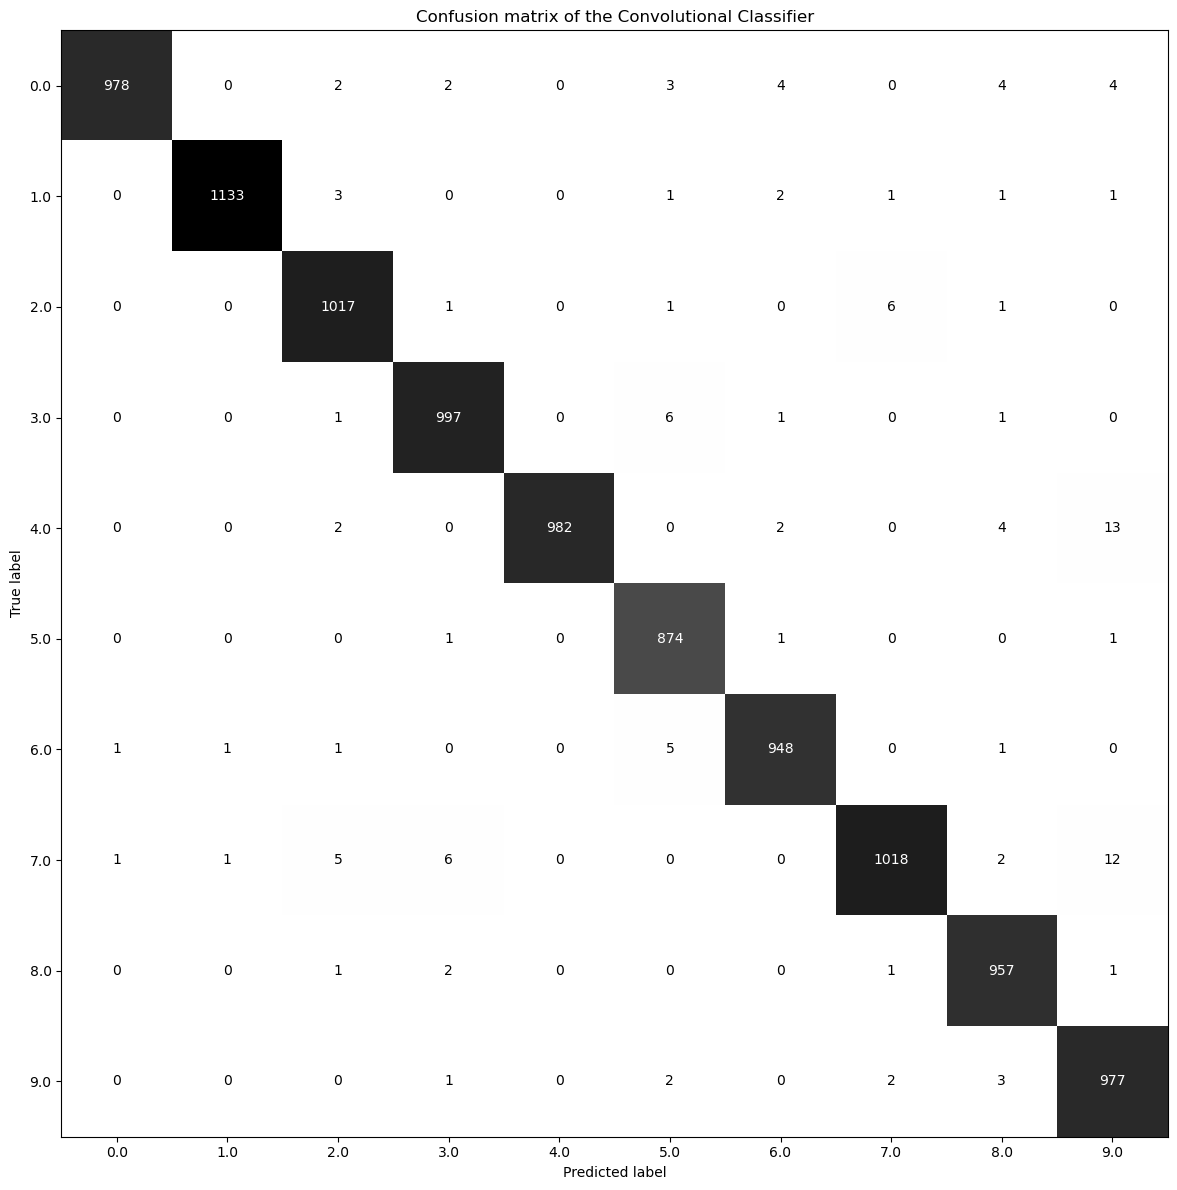 Confusion matrix of the Convolutional Classifier
0.0 978 0 2 2 0 3 4 0 4 4
1.0 0 1133 3 0 0 1 2 1 1 1
2.0 0 0 1017 1 0 1 0 6 1 0
3.0 0 0 1 997 0 6 1 0 1 0
4.0 0 0 2 0 982 0 2 0 4 13
True label
5.0 0 0 0 1 0 874 1 0 0 1
6.0 1 1 1 0 0 5 948 0 1 0
7.0 1 1 5 6 0 0 0 1018 2 12
8.0 0 0 1 2 0 0 0 1 957 1
9.0 0 0 0 1 0 2 0 2 3 977
0.0 1.0 2.0 3.0 4.0 5.0 6.0 7.0 8.0 9.0
Predicted label